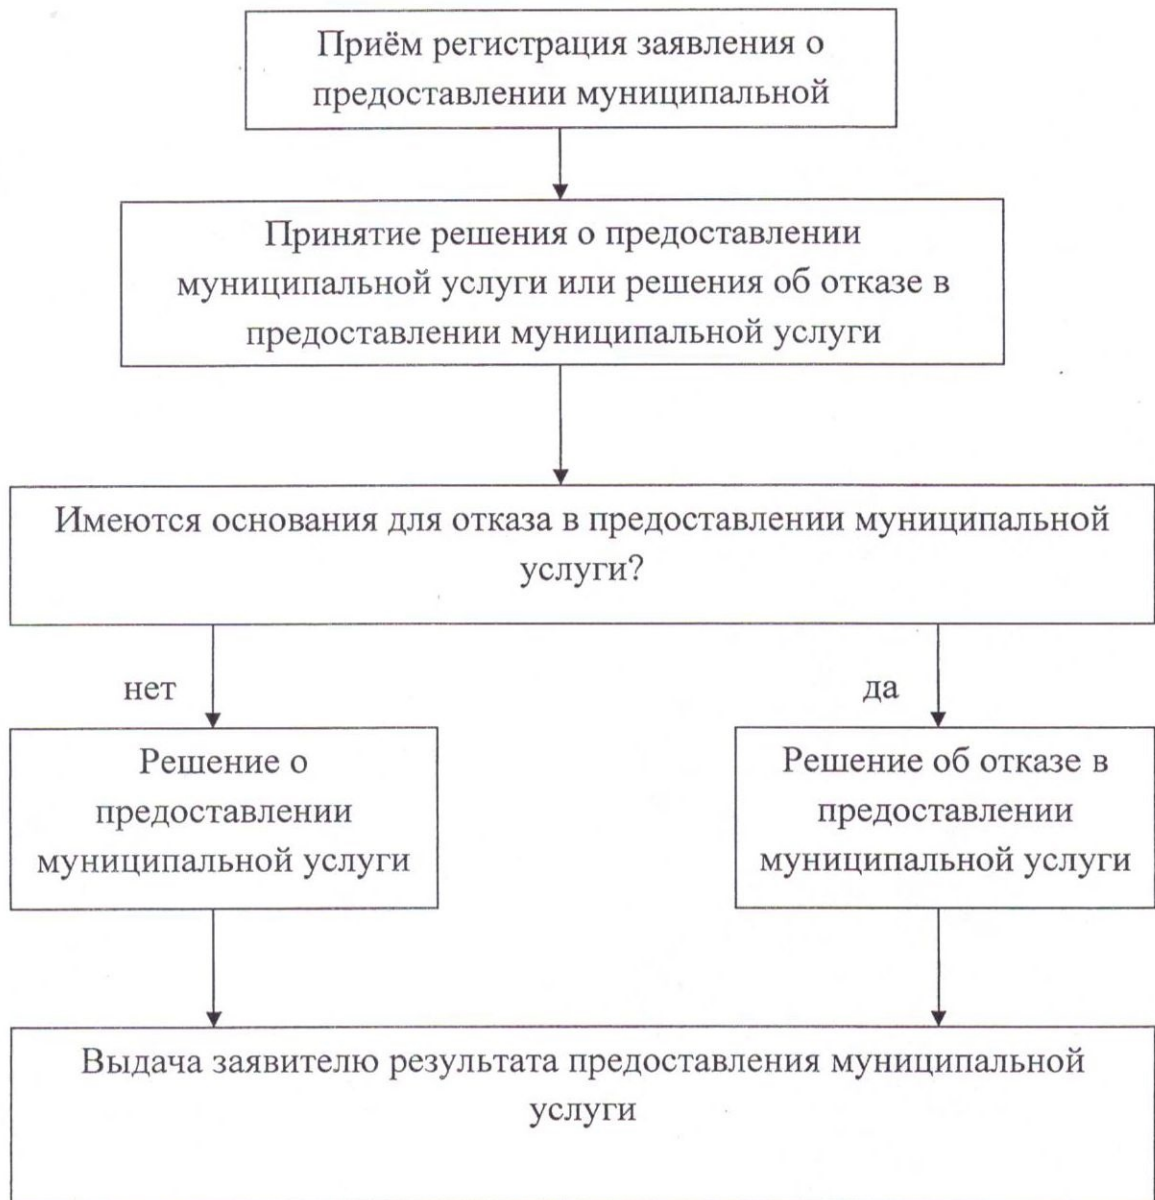 Приём регистрация заявления о
предоставлении муниципальной
Принятие решения о предоставлении
муниципальной услуги или решения об отказе в
предоставлении муниципальной услуги
Имеются основания для отказа в предоставлении муниципальной
услуги?
нет
да
Решение о
предоставлении
муниципальной услуги
Решение об отказе в
предоставлении
муниципальной услуги
Выдача заявителю результата предоставления муниципальной
услуги